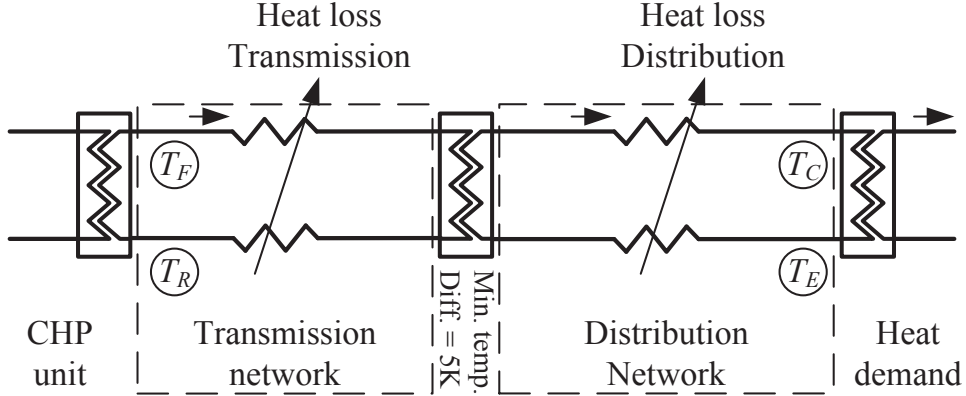 Heat loss
Transmission
Heat loss
Distribution
T_F
T_C
T_R
T_E
Min. temp.
Diff. = 5K
CHP
unit
Transmission
network
Distribution
Network
Heat
demand